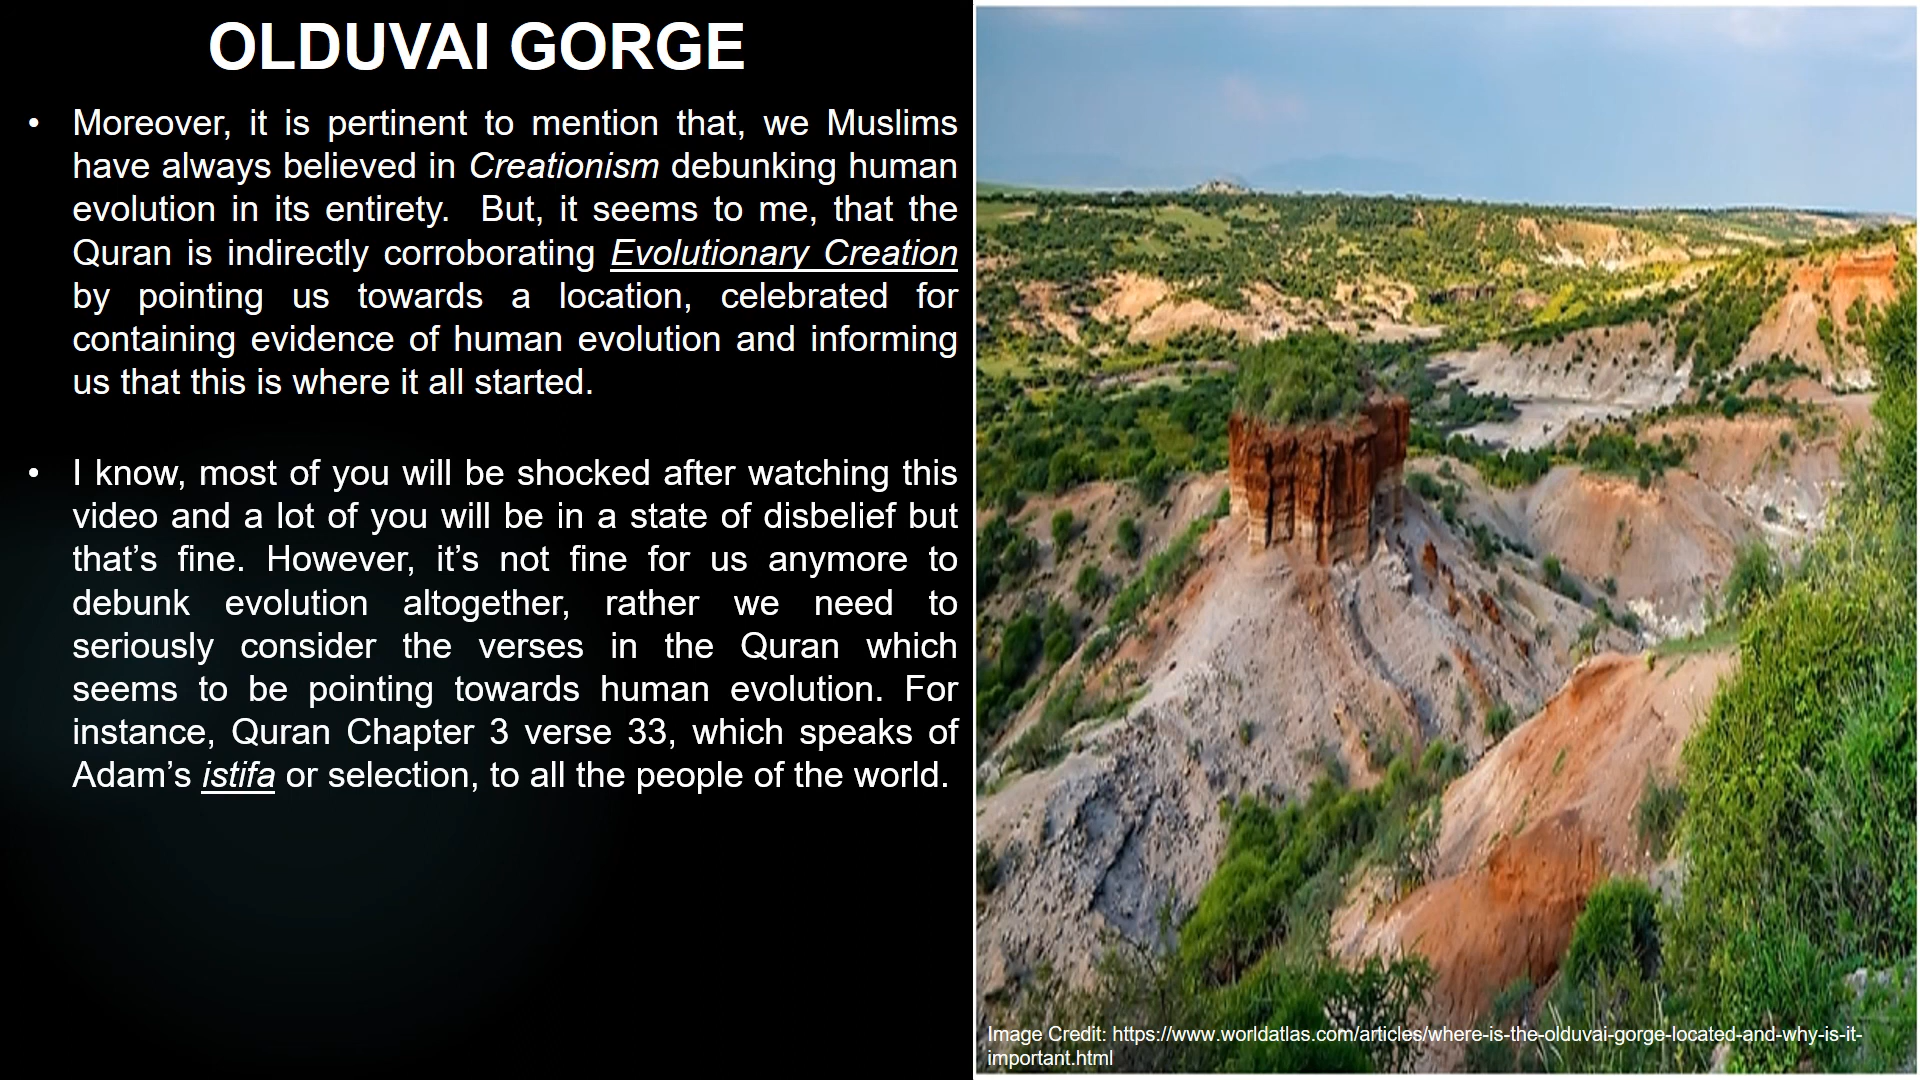 OLDUVAI GORGE
• Moreover, it is pertinent to mention that, we Muslims
have always believed in Creationism debunking human
evolution in its entirety.  But, it seems to me, that the
Quran is indirectly corroborating Evolutionary Creation
by pointing us towards a location, celebrated for
containing evidence of human evolution and informing
us that this is where it all started.
• I know, most of you will be shocked after watching this
video and a lot of you will be in a state of disbelief but
that’s fine. However, it’s not fine for us anymore to
debunk evolution altogether, rather we need to
seriously consider the verses in the Quran which
seems to be pointing towards human evolution. For
instance, Quran Chapter 3 verse 33, which speaks of
Adam’s istifa or selection, to all the people of the world.
Image Credit: https://www.worldatlas.com/articles/where-is-the-olduvai-gorge-located-and-why-is-it-
important.html